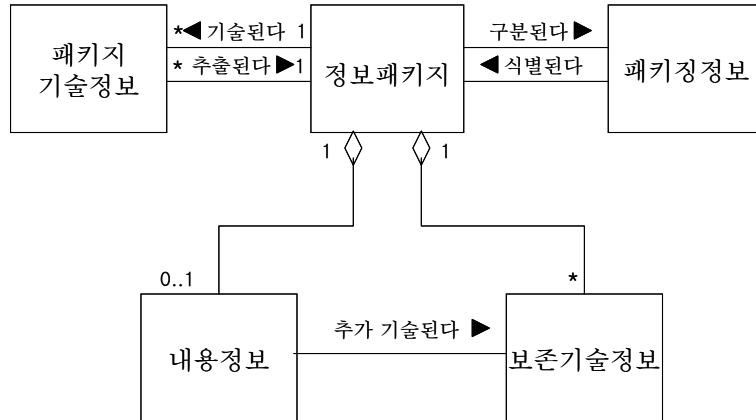 *◀ 기술된다 1
구분된다 ▶
패키지
기술정보
* 추출된다 ▶1
정보패키지
◀ 식별된다
패키징정보
1
1
0..1
*
추가 기술된다 ▶
내용정보
보존기술정보